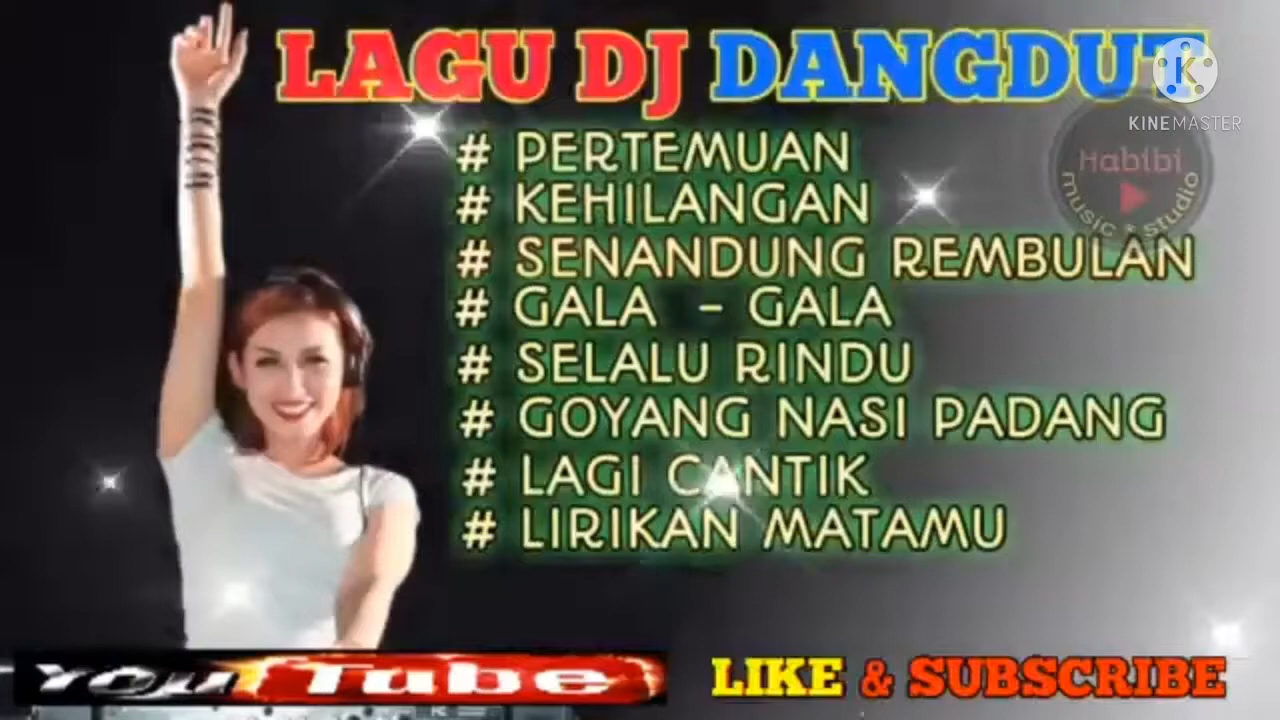 LAGU DJ DANGDUT
KINEMASTER
Habibi
music * studio
# PERTEMUAN
# KEHILANGAN
# SENANDUNG REMBULAN
# GALA - GALA
# SELALU RINDU
# GOYANG NASI PADANG
# LAGI CANTIK
# LIRIKAN MATAMU
YouTube
LIKE & SUBSCRIBE